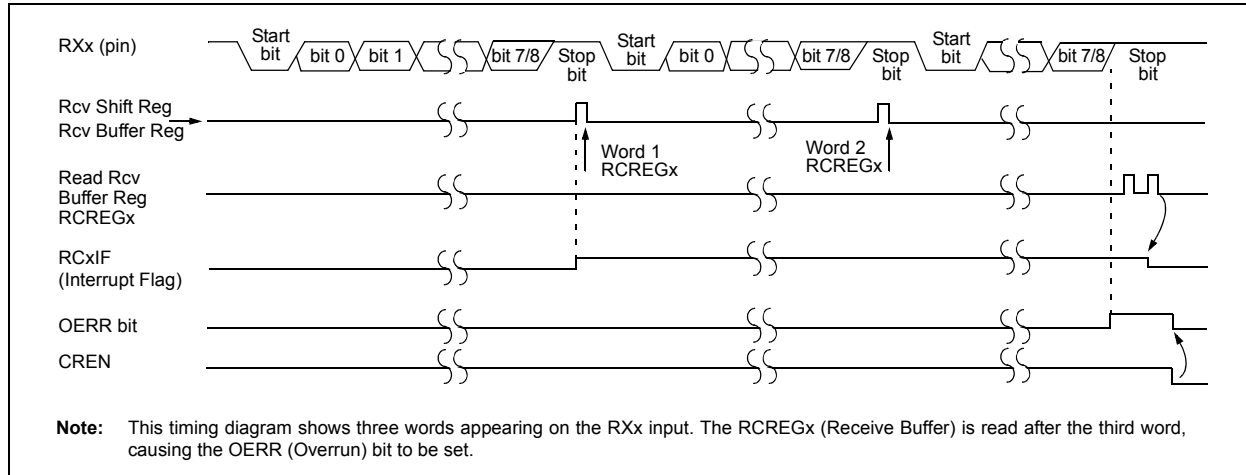 RXx (pin)
Start bit
bit 0
bit 1
bit 7/8
Stop bit
Start bit
bit 0
bit 7/8
Stop bit
Start bit
bit 7/8
Stop bit
Rcv Shift Reg
Rcv Buffer Reg
Word 1
RCREGx
Word 2
RCREGx
Read Rcv
Buffer Reg
RCREGx
RCxIF
(Interrupt Flag)
OERR bit
CREN
Note: This timing diagram shows three words appearing on the RXx input. The RCREGx (Receive Buffer) is read after the third word,
causing the OERR (Overrun) bit to be set.